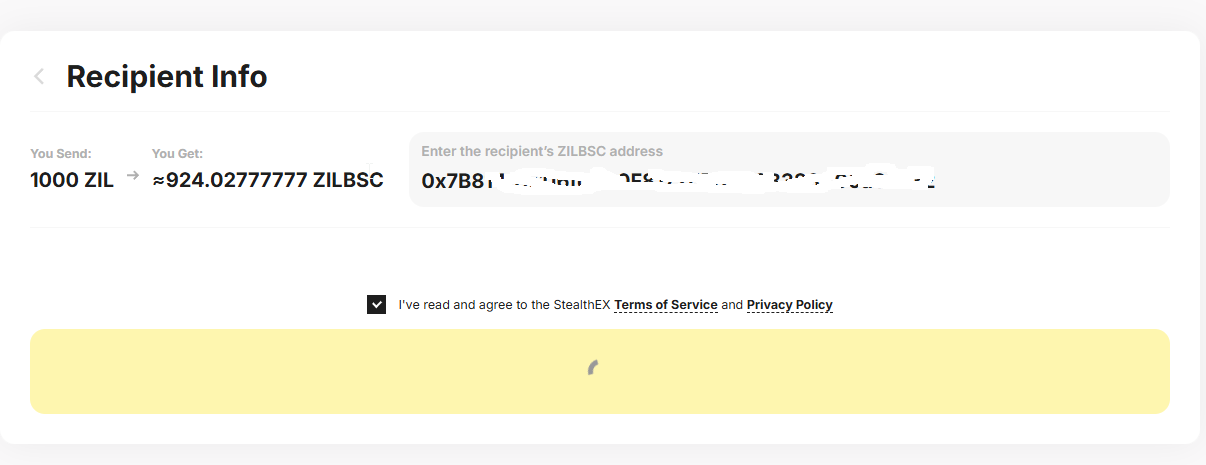 Recipient Info
You Send:
1000 ZIL
You Get:
≈924.02777777 ZILBSC
Enter the recipient's ZILBSC address
0x7B8
I've read and agree to the StealthEX Terms of Service and Privacy Policy